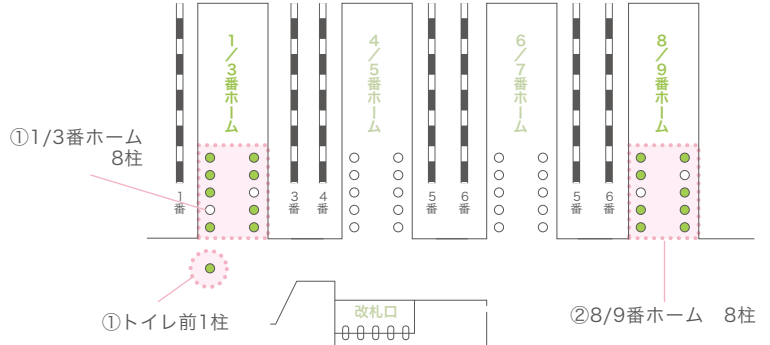 1/3番ホーム
4/5番ホーム
6/7番ホーム
8/9番ホーム
①1/3番ホーム
8柱
1番
3番
4番
5番
6番
5番
6番
①トイレ前1柱
改札口
②8/9番ホーム 8柱